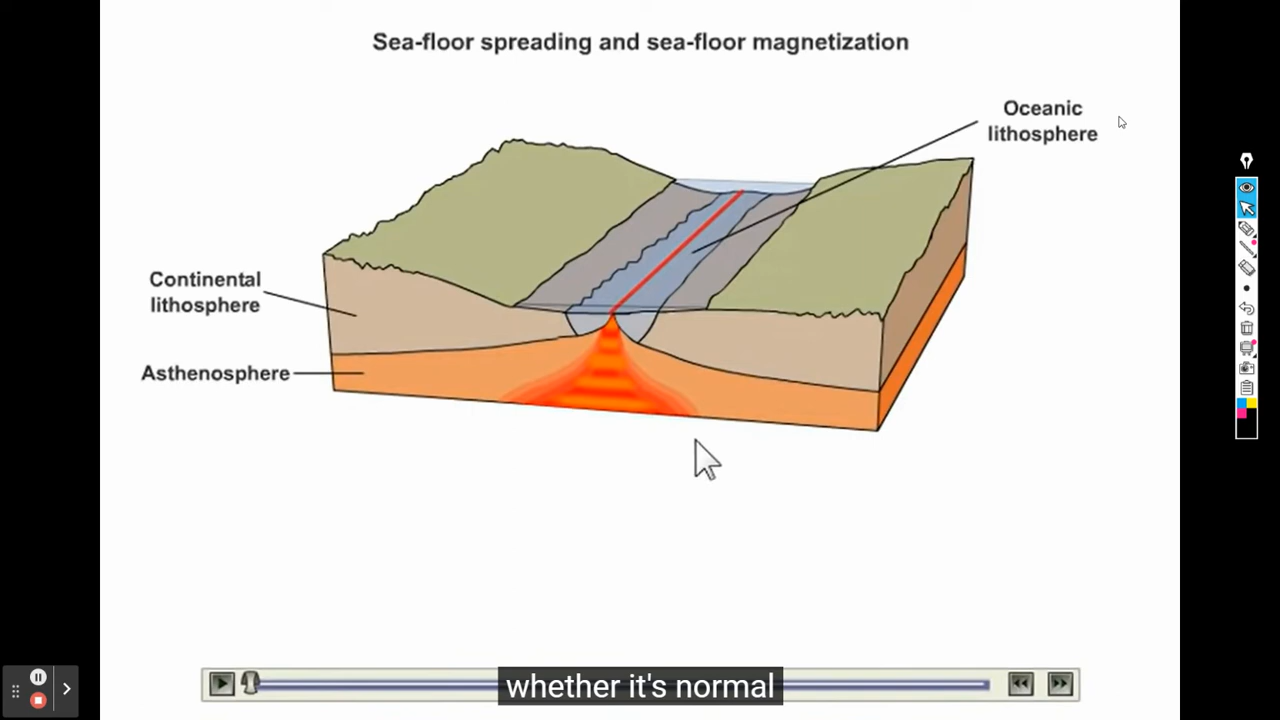 Sea-floor spreading and sea-floor magnetization
Oceanic
lithosphere
Continental
lithosphere
Asthenosphere
whether it's normal